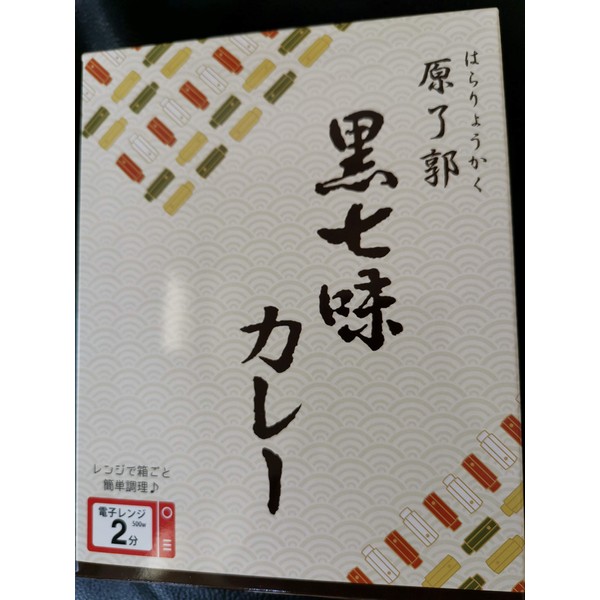 はらりょうかく
原了郭
黒七味
カレー
レンジで箱ごと
簡単調理♪
電子レンジ
500w
2分